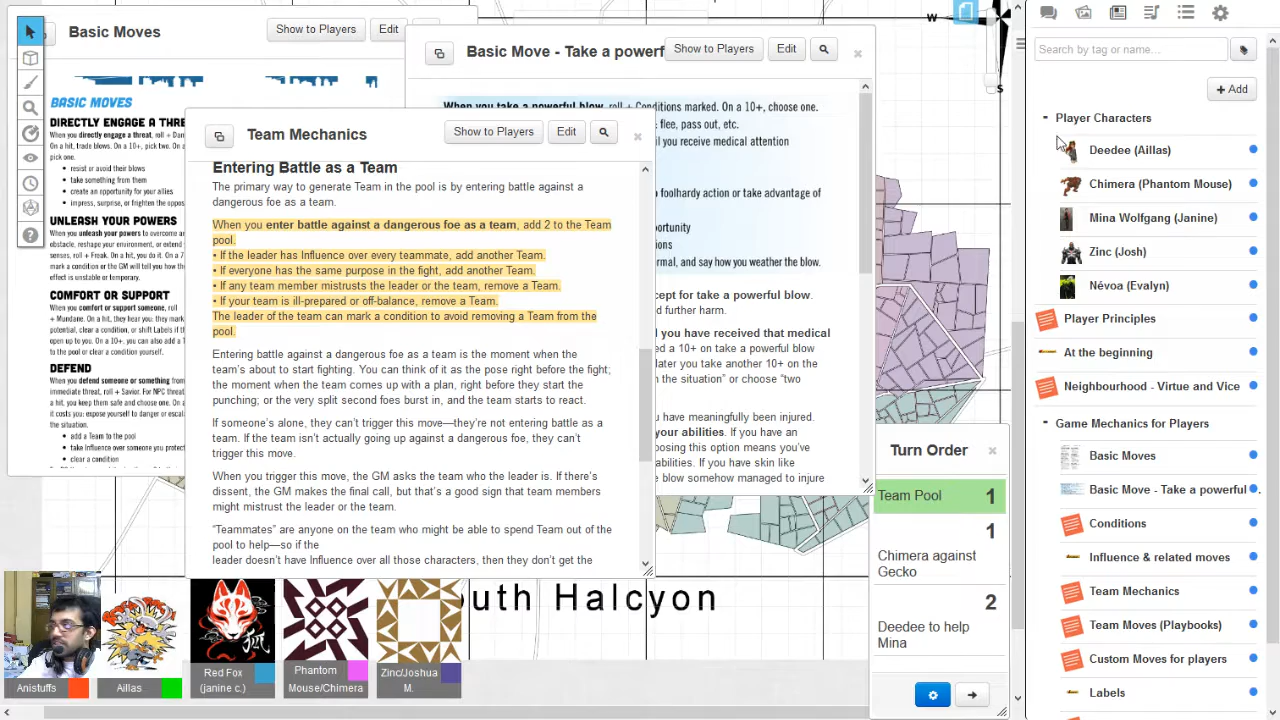 Basic Moves
Show to Players
Edit
BASIC MOVES
DIRECTLY ENGAGE A THRE
When you directly engage a threat, roll + Dan
On a hit, trade blows. On a 10+, pick two. On a
pick one.
• resist or avoid their blows
• take something from them
• create an opportunity for your allies
• impress, surprise, or frighten the oppos
UNLEASH YOUR POWERS
When you unleash your powers to overcome an
obstacle, reshape your environment, or extend
senses, roll + Freak. On a hit, you do it. On a 7
mark a condition or the GM will tell you how the
effect is unstable or temporary.
COMFORT OR SUPPORT
When you comfort or support someone, roll
+ Mundane. On a hit, they hear you: they mark
potential, clear a condition, or shift Labels if th
open up to you. On a 10+, you can also add a T
to the pool or clear a condition yourself.
DEFEND
When you defend someone or something from
immediate threat, roll + Savior. For NPC threat
a hit, you keep them safe and choose one. On a
it costs you: expose yourself to danger or escala
the situation.
• add a Team to the pool
• take Influence over someone you protect
• clear a condition
Basic Move - Take a powerf
Show to Players
Edit
When you take a powerful blow, roll + Conditions marked. On a 10+, choose one.
flee, pass out, etc.
il you receive medical attention
foolhardy action or take advantage of
portunity
ions
rmal, and say how you weather the blow.
cept for take a powerful blow.
d further harm.
d you have received that medical
ed a 10+ on take a powerful blow
later you take another 10+ on the
n the situation" or choose "two
u have meaningfully been injured.
your abilities. If you have an
oosing this option means you've
abilities. If you have skin like
e blow somehow managed to injure
Team Mechanics
Show to Players
Edit
Entering Battle as a Team
The primary way to generate Team in the pool is by entering battle against a
dangerous foe as a team.
When you enter battle against a dangerous foe as a team, add 2 to the Team
pool.
• If the leader has Influence over every teammate, add another Team.
• If everyone has the same purpose in the fight, add another Team.
• If any team member mistrusts the leader or the team, remove a Team.
• If your team is ill-prepared or off-balance, remove a Team.
The leader of the team can mark a condition to avoid removing a Team from the
pool.
Entering battle against a dangerous foe as a team is the moment when the
team's about to start fighting. You can think of it as the pose right before the fight;
the moment when the team comes up with a plan, right before they start the
punching; or the very split-second foes burst in, and the team starts to react.
If someone's alone, they can't trigger this move—they're not entering battle as a
team. If the team isn't actually going up against a dangerous foe, they can't
trigger this move.
When you trigger this move, the GM asks the team who the leader is. If there's
dissent, the GM makes the final call, but that's a good sign that team members
might mistrust the leader or the team.
"Teammates" are anyone on the team who might be able to spend Team out of the
pool to help—so if the
leader doesn't have Influence over all those characters, then they don't get the
W
S
outh Halcyon
Anistuffs
Aillas
Red Fox
(janine c.)
Phantom
Mouse/Chimera
Zinc/Joshua
M.
Turn Order
Team Pool 1
1
Chimera against
Gecko
2
Deedee to help
Mina
Search by tag or name...
+ Add
Player Characters
Deedee (Aillas)
Chimera (Phantom Mouse)
Mina Wolfgang (Janine)
Zinc (Josh)
Névoa (Evalyn)
Player Principles
At the beginning
Neighbourhood - Virtue and Vice
Game Mechanics for Players
Basic Moves
Basic Move - Take a powerful
Conditions
Influence & related moves
Team Mechanics
Team Moves (Playbooks)
Custom Moves for players
Labels